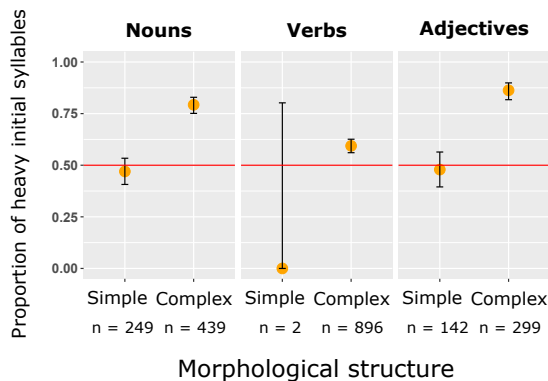 Nouns Verbs Adjectives
Proportion of heavy initial syllables
1.00
0.75
0.50
0.25
0.00
Simple Complex Simple Complex Simple Complex
n = 249 n = 439 n = 2 n = 896 n = 142 n = 299
Morphological structure